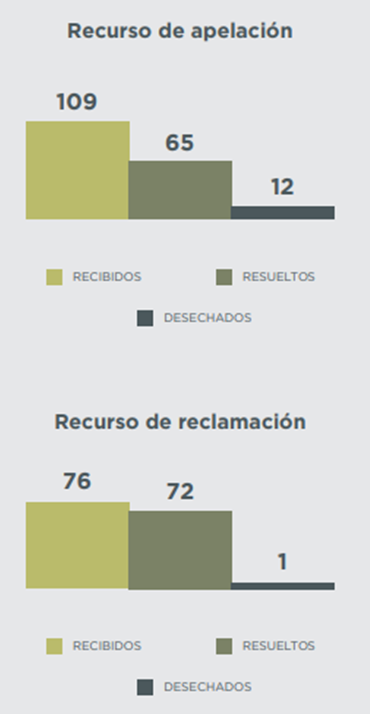 Recurso de apelación
109
65
12
RECIBIDOS
RESUELTOS
DESECHADOS
Recurso de reclamación
76
72
1
RECIBIDOS
RESUELTOS
DESECHADOS